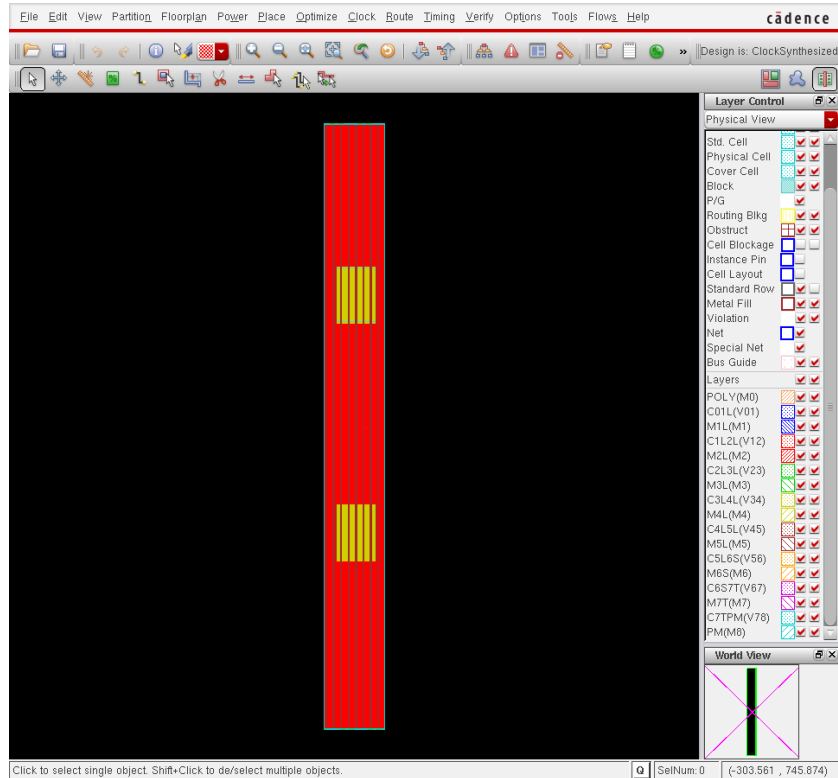 File Edit View Partition Floorplan Power Place Optimize Clock Route Timing Verify Options Tools Flows Help cādence
» Design is: ClockSynthesized
Layer Control
Physical View
Std. Cell
Physical Cell
Cover Cell
Block
P/G
Routing Blkg
Obstruct
Cell Blockage
Instance Pin
Cell Layout
Standard Row
Metal Fill
Violation
Net
Special Net
Bus Guide
Layers
POLY(M0)
C01L(V01)
M1L(M1)
C1L2L(V12)
M2L(M2)
C2L3L(V23)
M3L(M3)
C3L4L(V34)
M4L(M4)
C4L5L(V45)
M5L(M5)
C5L6S(V56)
M6S(M6)
C6S7T(V67)
M7T(M7)
C7TPM(V78)
PM(M8)
World View
Click to select single object. Shift+Click to de/select multiple objects. Q SelNum: 0 (-303.561 , 745.874)